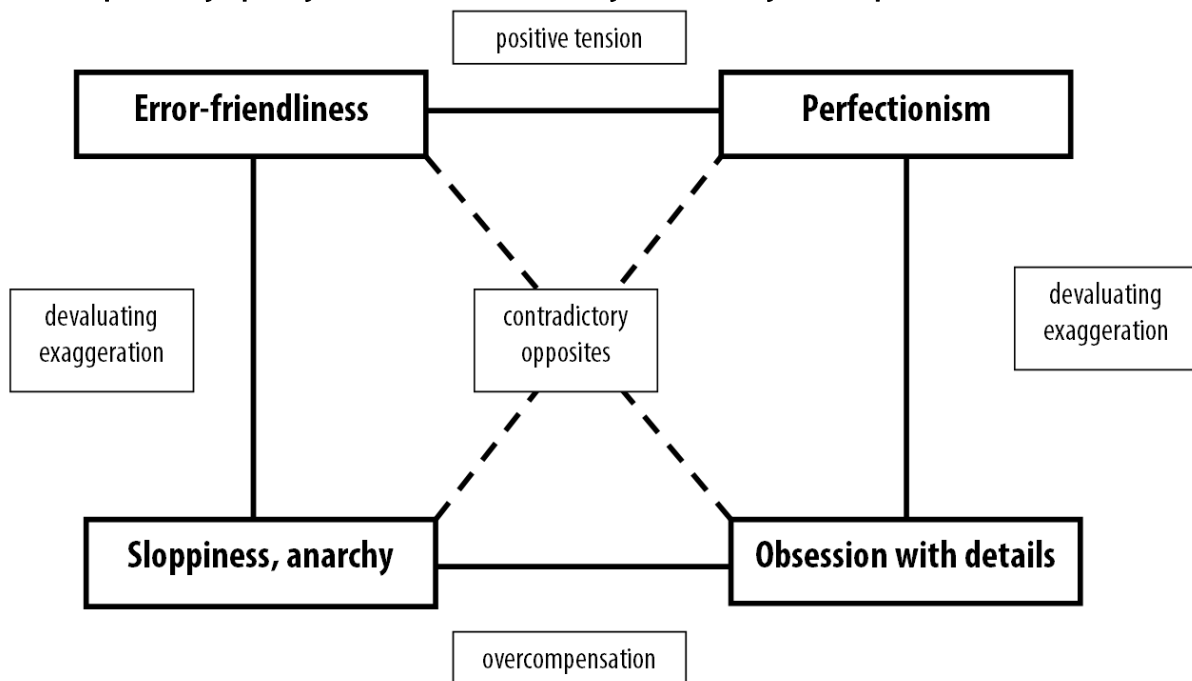 positive tension
Error-friendliness
Perfectionism
devaluating
exaggeration
contradictory
opposites
devaluating
exaggeration
Sloppiness, anarchy
Obsession with details
overcompensation